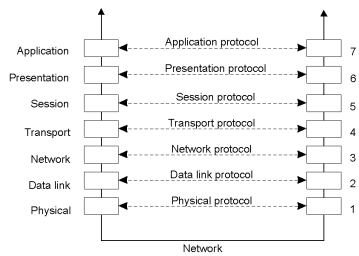 Application Application protocol 7
Presentation Presentation protocol 6
Session Session protocol 5
Transport Transport protocol 4
Network Network protocol 3
Data link Data link protocol 2
Physical Physical protocol 1
Network